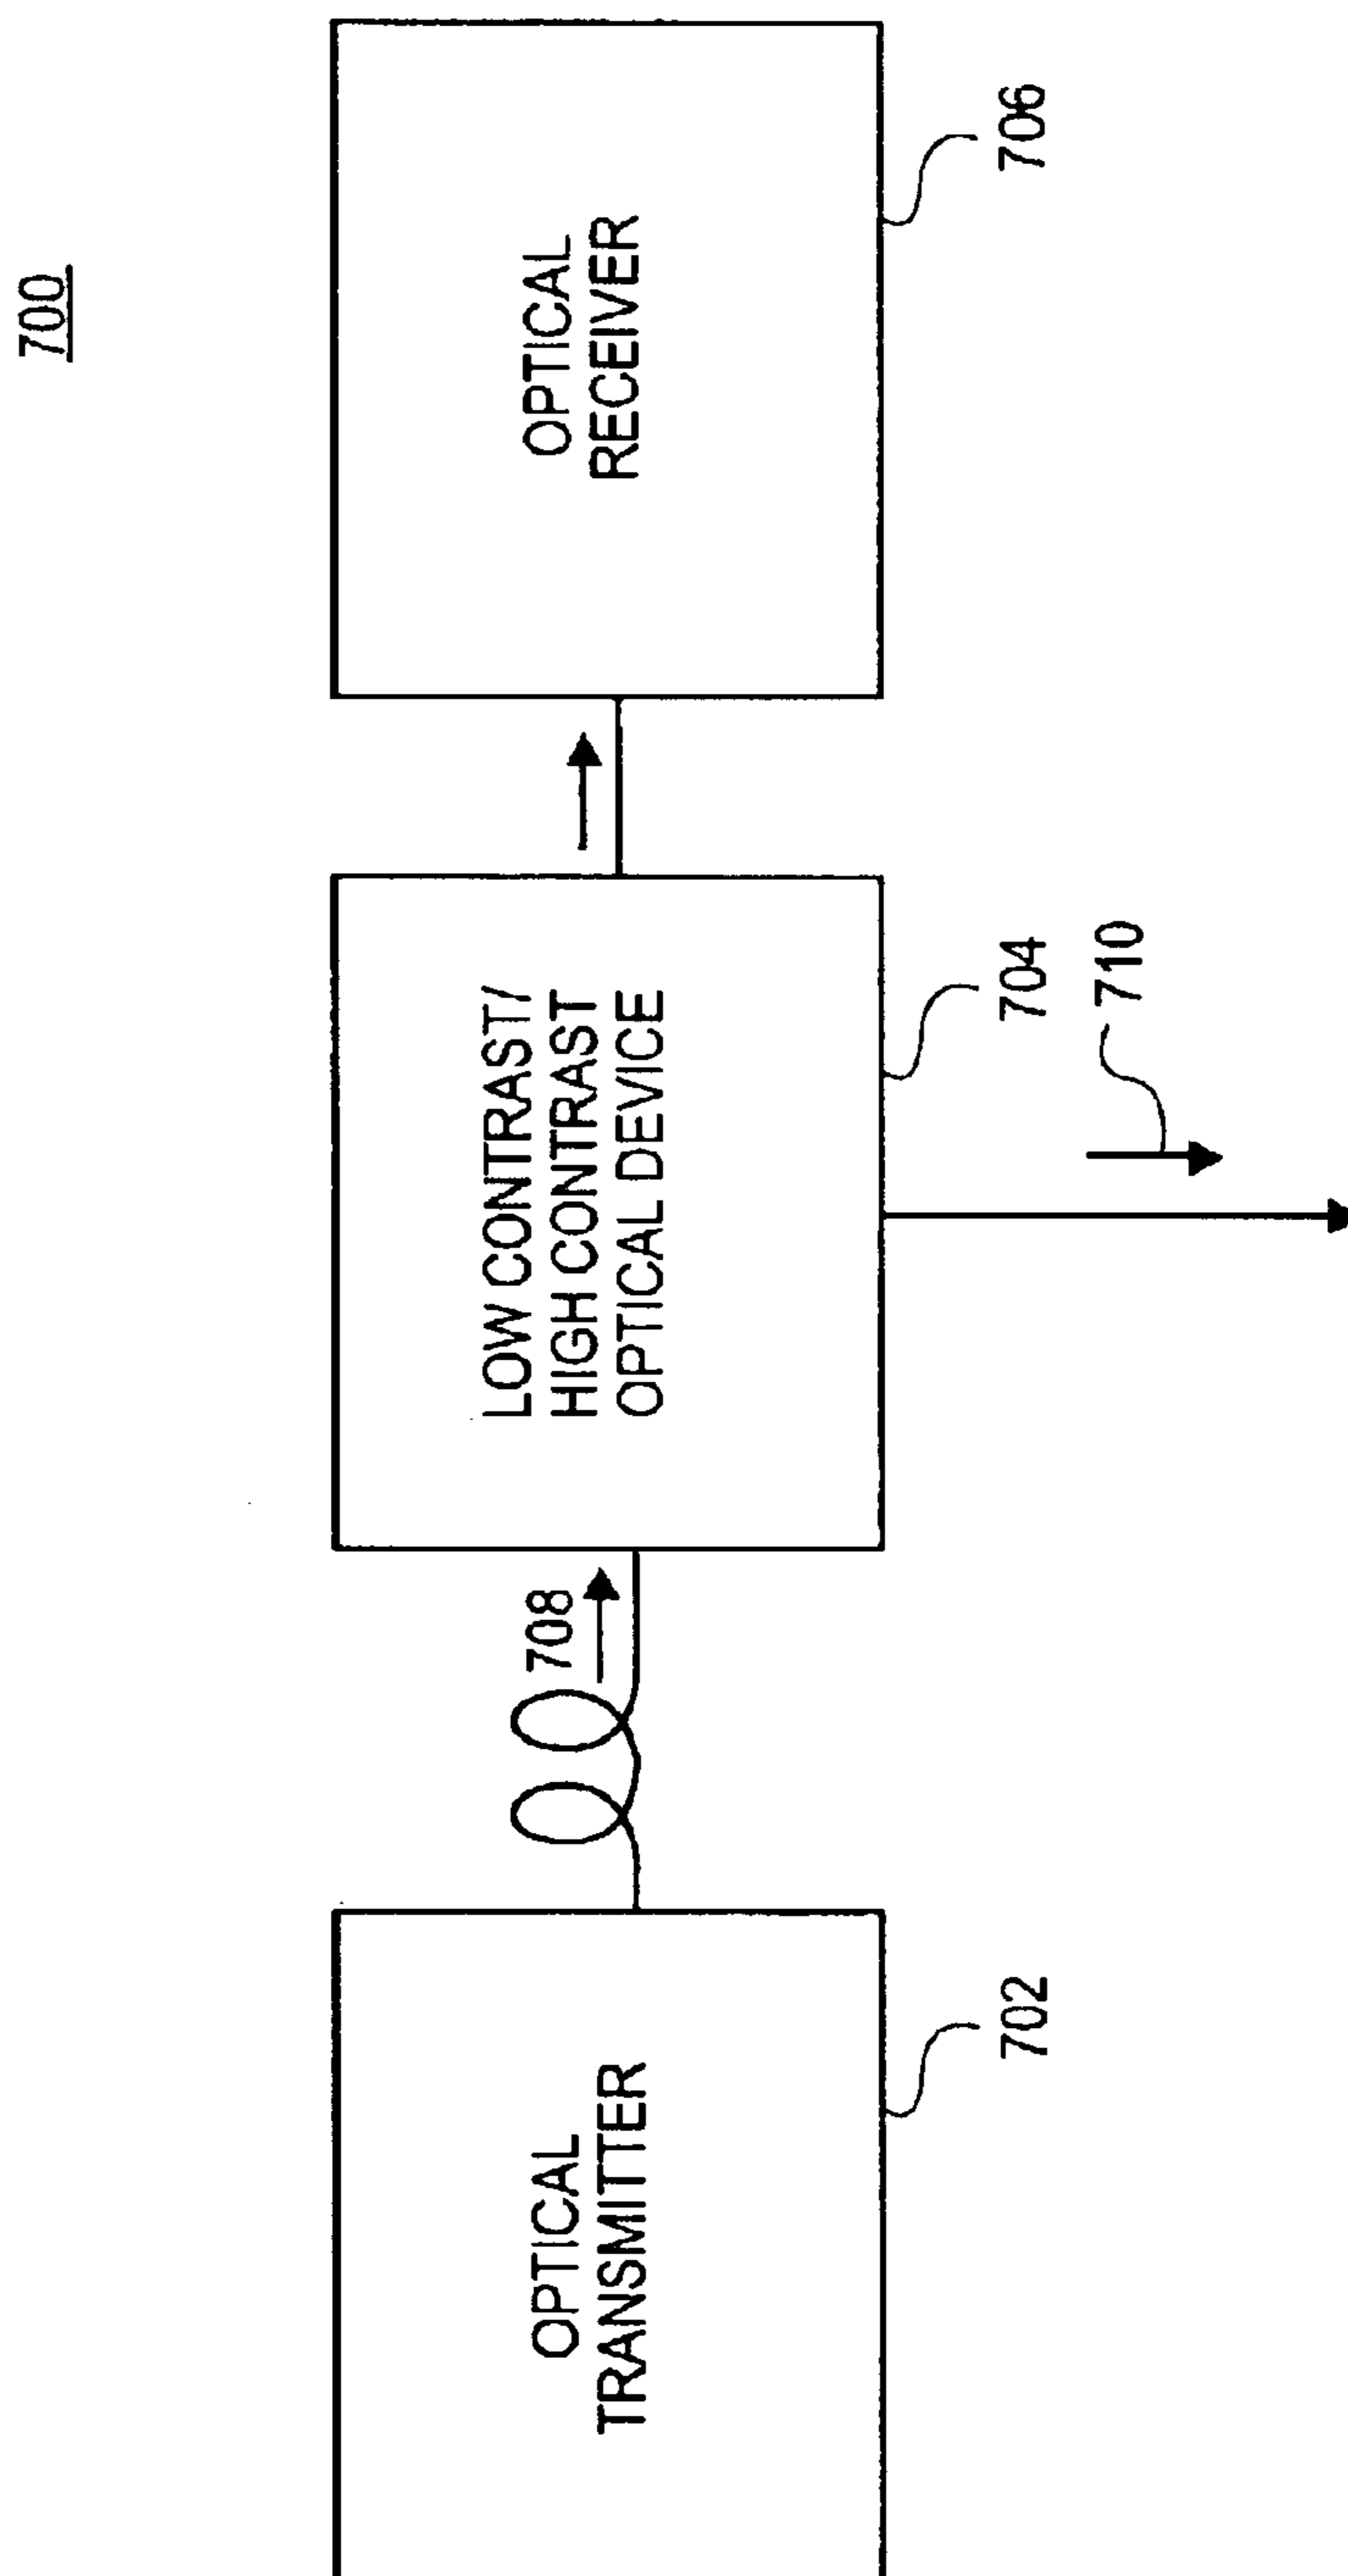 700
OPTICAL
TRANSMITTER
702
708
LOW CONTRAST/
HIGH CONTRAST
OPTICAL DEVICE
704
710
OPTICAL
RECEIVER
706